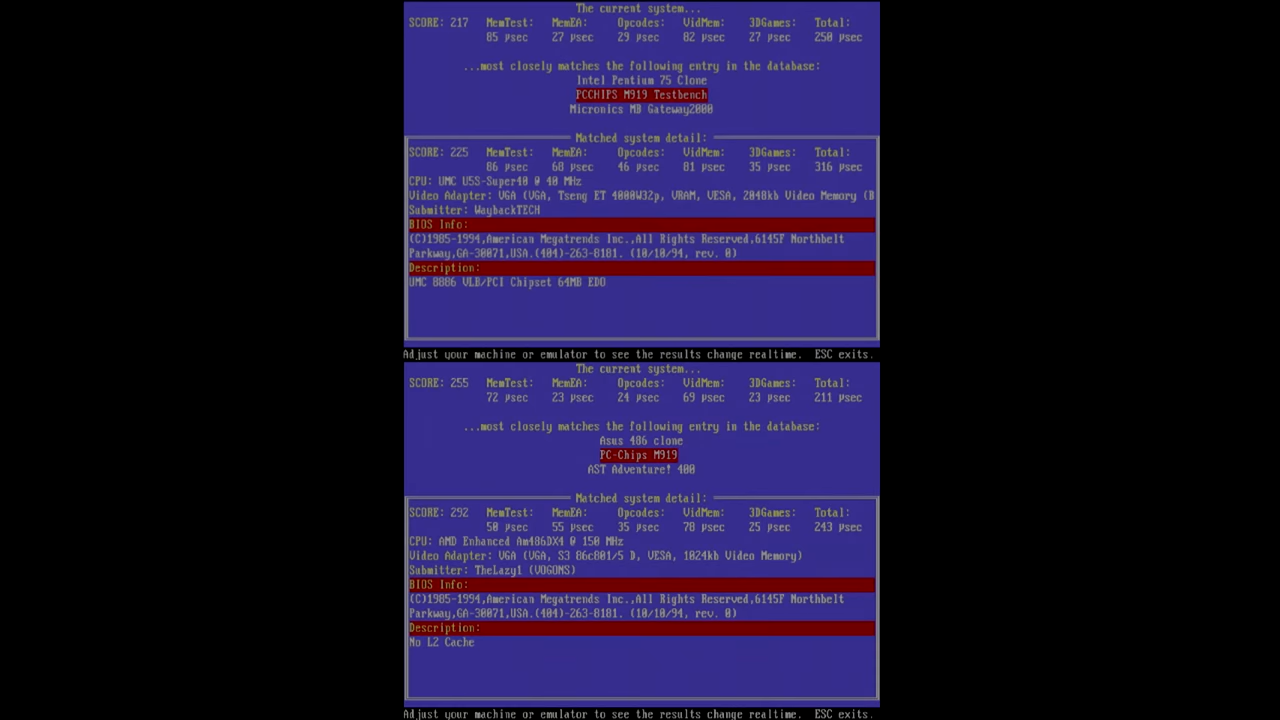 The current system...
SCORE: 217 MemTest: MemEA: Opcodes: VidMem: 3DGames: Total:
85 µsec 27 µsec 29 µsec 82 µsec 27 µsec 250 µsec
...most closely matches the following entry in the database:
Intel Pentium 75 Clone
PCCHIPS M919 Testbench
Micronics MB Gateway2000
Matched system detail:
SCORE: 225 MemTest: MemEA: Opcodes: VidMem: 3DGames: Total:
86 µsec 68 µsec 46 µsec 81 µsec 35 µsec 316 µsec
CPU: UMC U5S-Super40 @ 40 MHz
Video Adapter: VGA (VGA, Tseng ET 4000W32p, VRAM, VESA, 2048kb Video Memory (B
Submitter: WaybackTECH
BIOS Info:
(C)1985-1994,American Megatrends Inc.,All Rights Reserved,6145F Northbelt
Parkway,GA-30071,USA.(404)-263-8181. (10/10/94, rev. 0)
Description:
UMC 8886 VLB/PCI Chipset 64MB EDO
Adjust your machine or emulator to see the results change realtime. ESC exits.
The current system...
SCORE: 255 MemTest: MemEA: Opcodes: VidMem: 3DGames: Total:
72 µsec 23 µsec 24 µsec 69 µsec 23 µsec 211 µsec
...most closely matches the following entry in the database:
Asus 486 clone
PC-Chips M919
AST Adventure! 400
Matched system detail:
SCORE: 292 MemTest: MemEA: Opcodes: VidMem: 3DGames: Total:
50 µsec 55 µsec 35 µsec 78 µsec 25 µsec 243 µsec
CPU: AMD Enhanced Am486DX4 @ 150 MHz
Video Adapter: VGA (VGA, S3 86c801/5 D, VESA, 1024kb Video Memory)
Submitter: TheLazy1 (VOGONS)
BIOS Info:
(C)1985-1994,American Megatrends Inc.,All Rights Reserved,6145F Northbelt
Parkway,GA-30071,USA.(404)-263-8181. (10/10/94, rev. 0)
Description:
No L2 Cache
Adjust your machine or emulator to see the results change realtime. ESC exits.